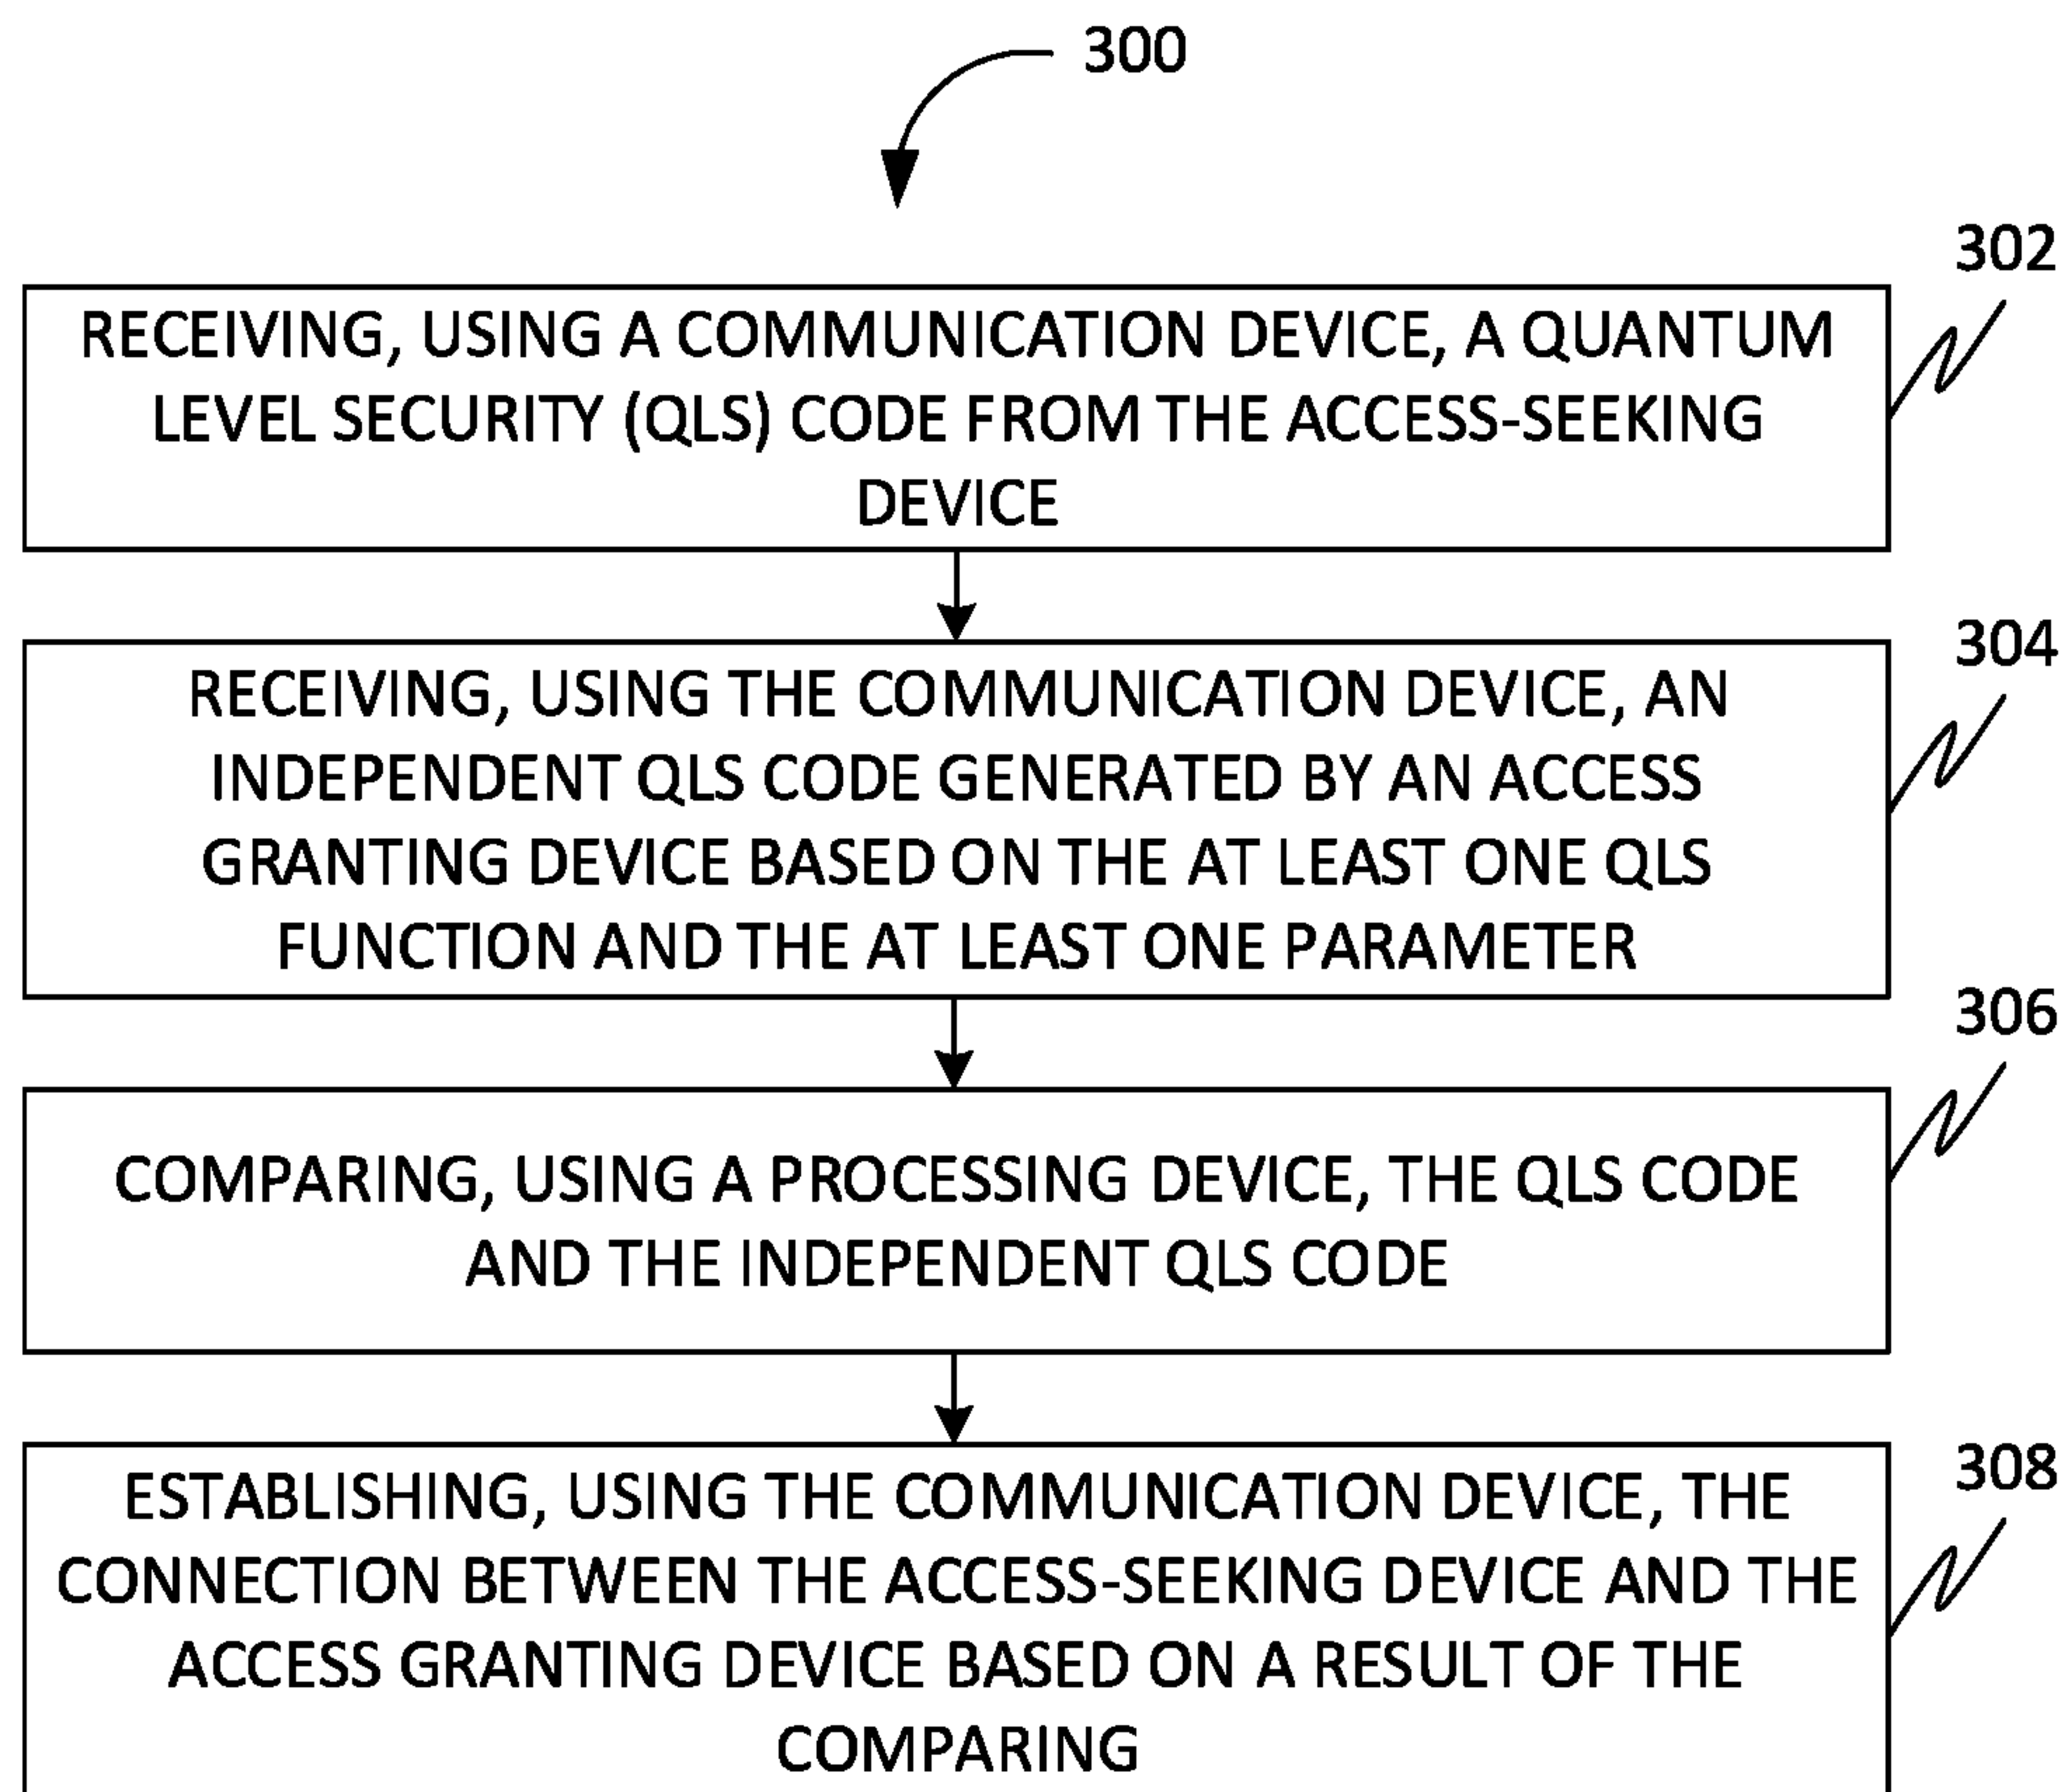 300
302
RECEIVING, USING A COMMUNICATION DEVICE, A QUANTUM
LEVEL SECURITY (QLS) CODE FROM THE ACCESS-SEEKING
DEVICE
304
RECEIVING, USING THE COMMUNICATION DEVICE, AN
INDEPENDENT QLS CODE GENERATED BY AN ACCESS
GRANTING DEVICE BASED ON THE AT LEAST ONE QLS
FUNCTION AND THE AT LEAST ONE PARAMETER
306
COMPARING, USING A PROCESSING DEVICE, THE QLS CODE
AND THE INDEPENDENT QLS CODE
308
ESTABLISHING, USING THE COMMUNICATION DEVICE, THE
CONNECTION BETWEEN THE ACCESS-SEEKING DEVICE AND THE
ACCESS GRANTING DEVICE BASED ON A RESULT OF THE
COMPARING